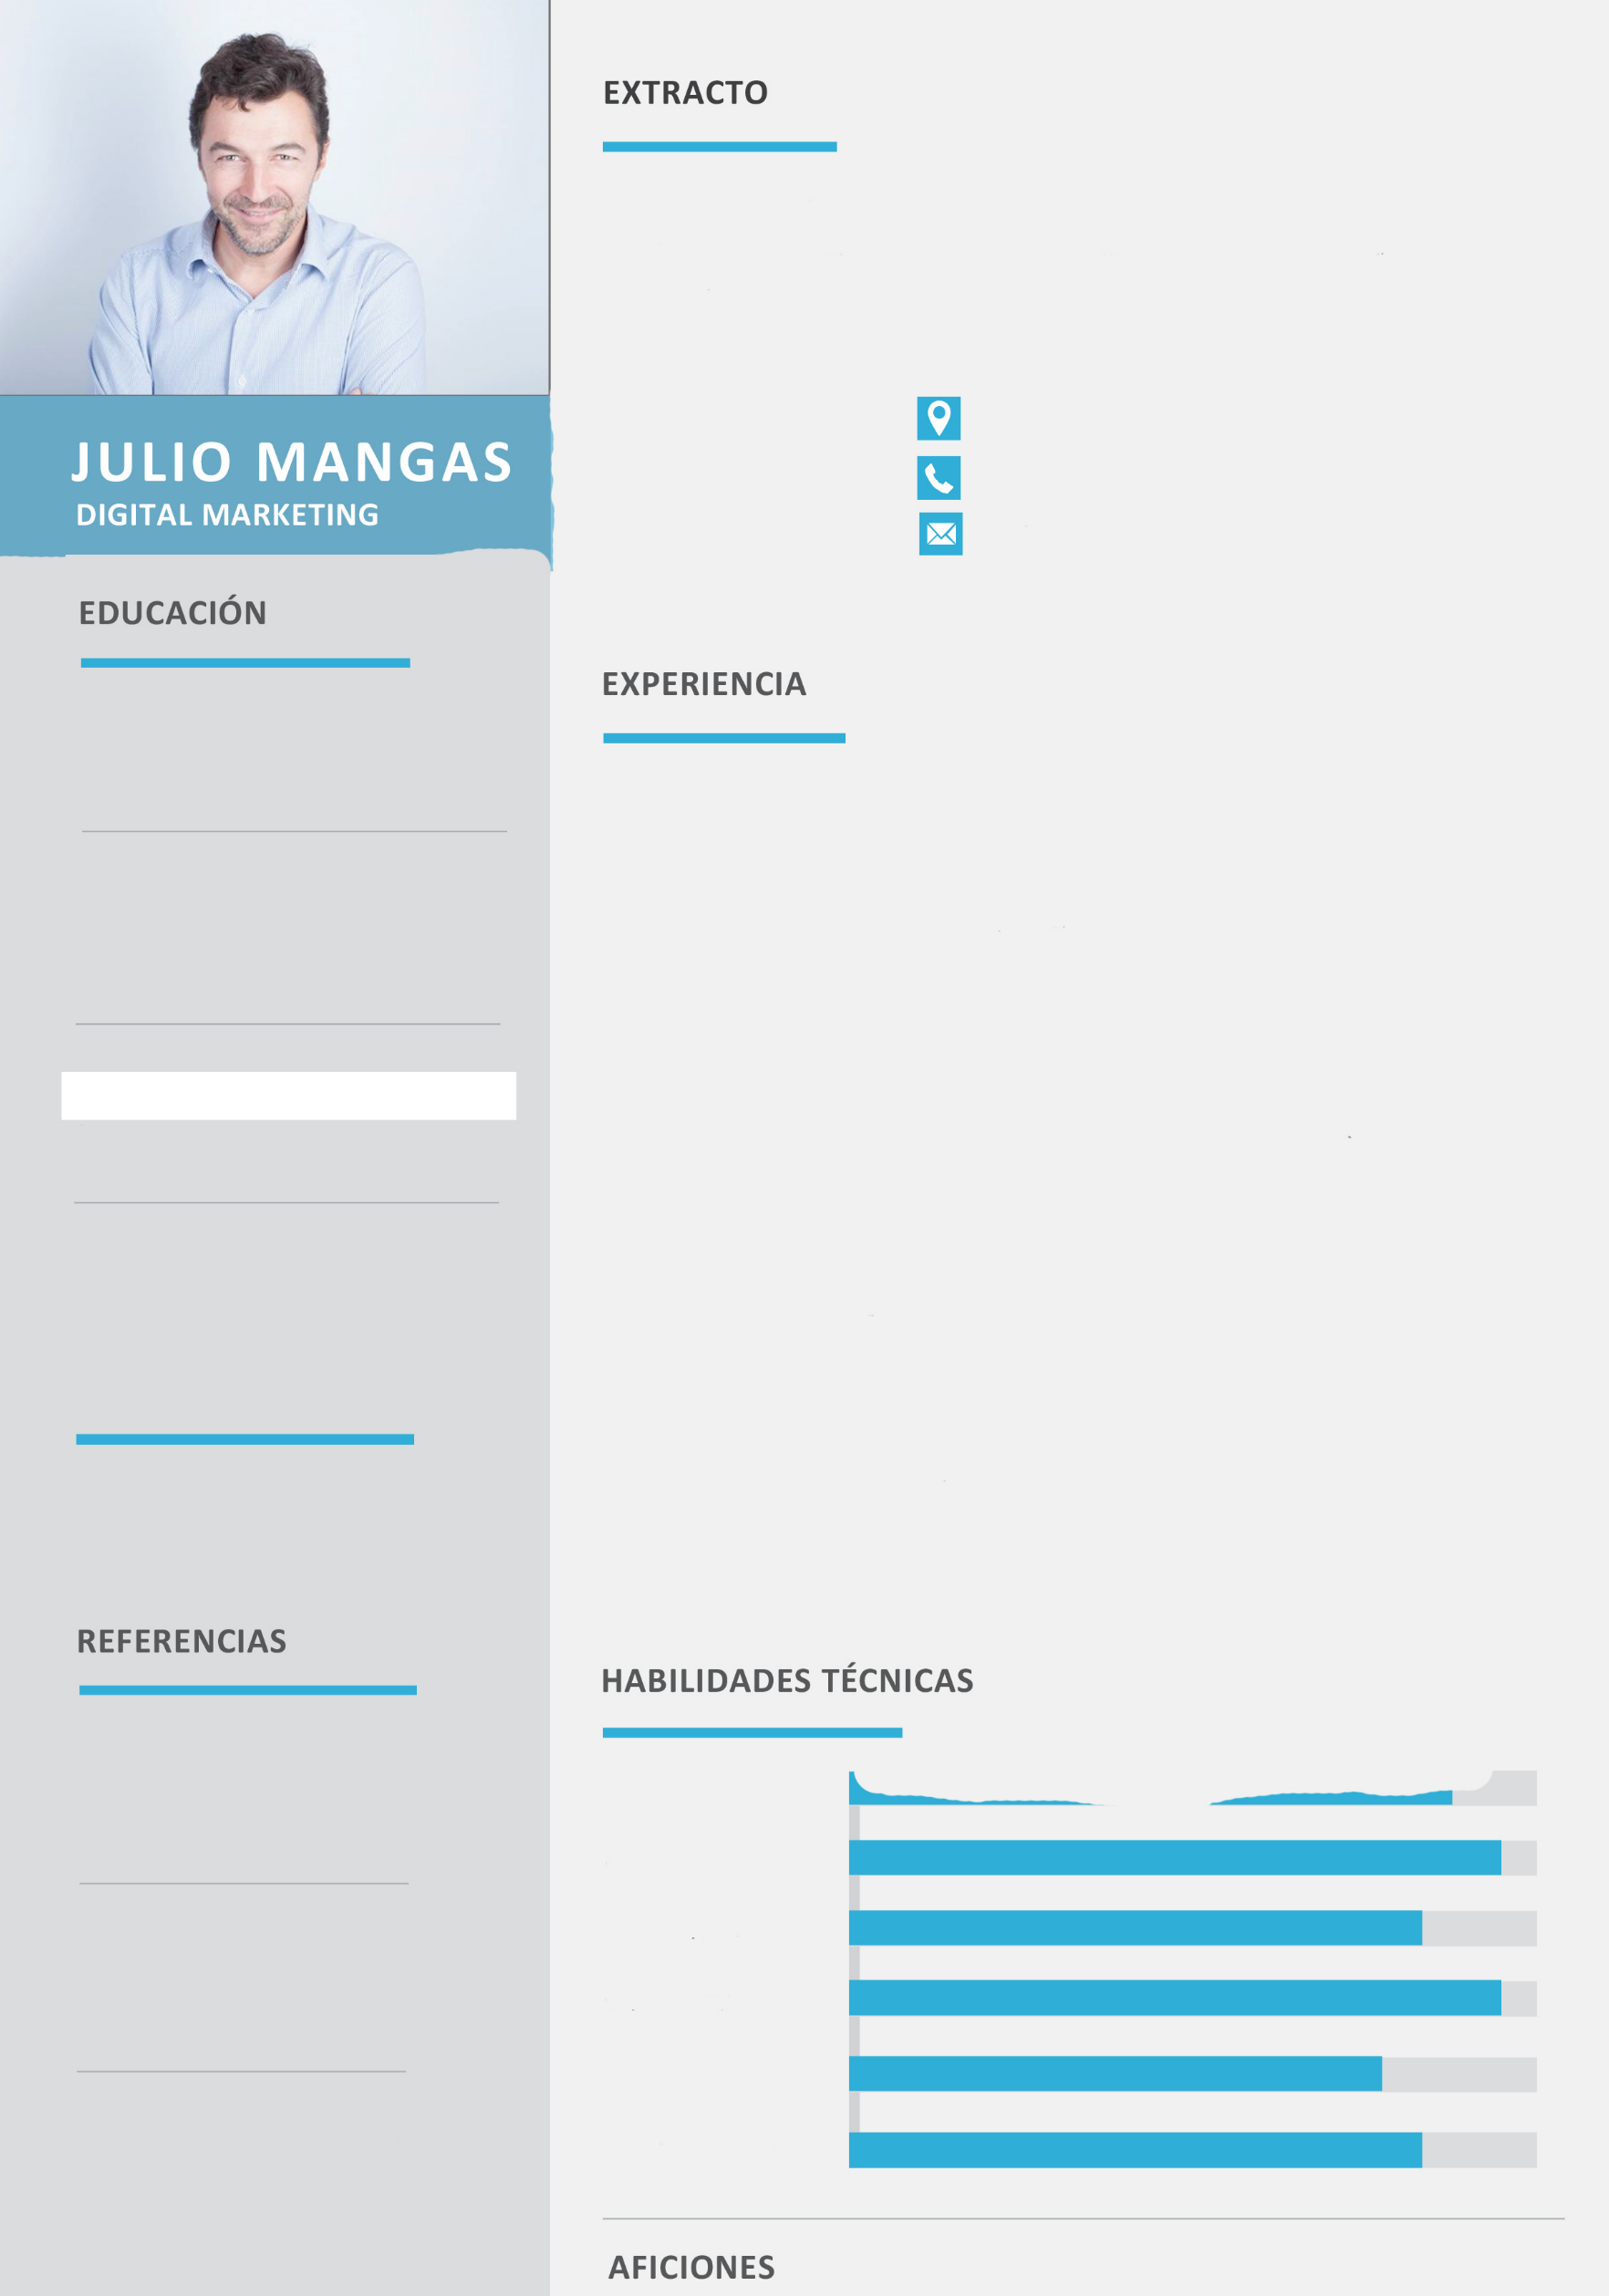 JULIO MANGAS
DIGITAL MARKETING
EDUCACIÓN
REFERENCIAS
EXTRACTO
EXPERIENCIA
HABILIDADES TÉCNICAS
AFICIONES